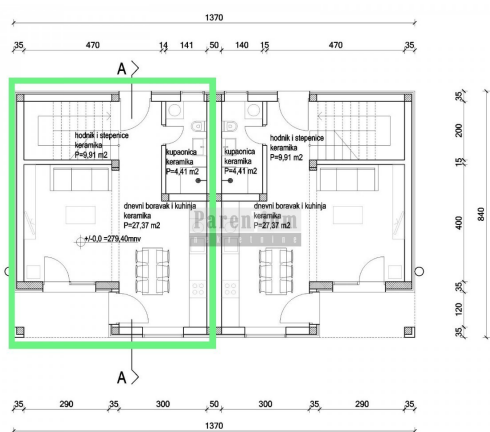 1370
35 470 14 141 50 140 15 470 35
A
hodnik i stepenice
keramika
P=9,91 m2
kupaonica
keramika
P=4,41 m2
kupaonica
keramika
P=4,41 m2
hodnik i stepenice
keramika
P=9,91 m2
dnevni boravak i kuhinja
keramika
P=27,37 m2
dnevni boravak i kuhinja
keramika
P=27,37 m2
+/-0,0 =279,40mnv
35
200
15
400
35
120
35
840
A
35 290 35 300 50 300 35 290 35
1370